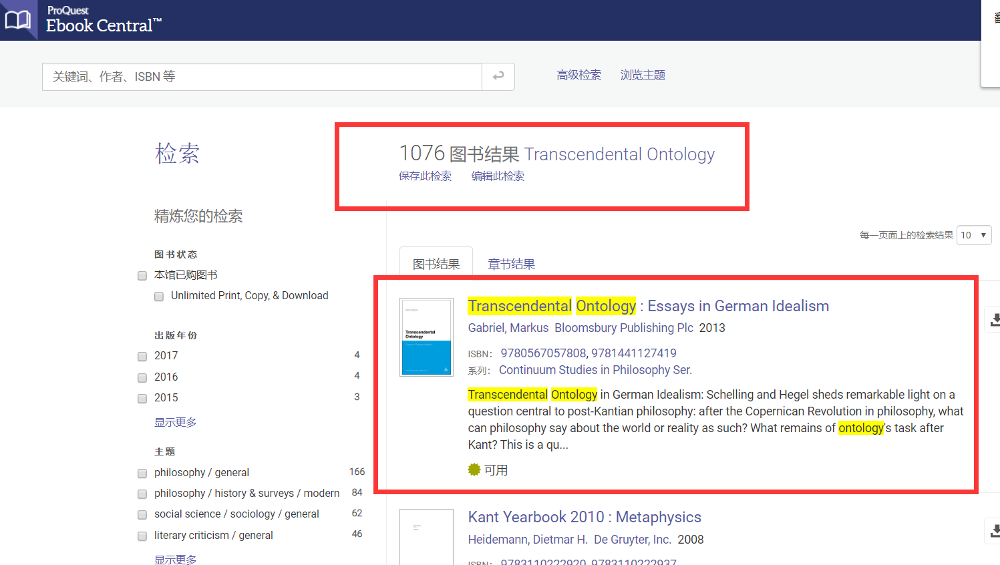 ProQuest
Ebook Central™
关键词、作者、ISBN 等
高级检索 浏览主题
检索
1076 图书结果 Transcendental Ontology
保存此检索 编辑此检索
精炼您的检索
每一页面上的检索结果 10
图书状态
本馆已购图书
Unlimited Print, Copy, & Download
出版年份
2017 4
2016 4
2015 3
显示更多
主题
philosophy / general 166
philosophy / history & surveys / modern 84
social science / sociology / general 62
literary criticism / general 46
显示更多
图书结果 章节结果
Transcendental
Ontology
Transcendental Ontology : Essays in German Idealism
Gabriel, Markus Bloomsbury Publishing Plc 2013
ISBN: 9780567057808, 9781441127419
系列: Continuum Studies in Philosophy Ser.
Transcendental Ontology in German Idealism: Schelling and Hegel sheds remarkable light on a
question central to post-Kantian philosophy: after the Copernican Revolution in philosophy, what
can philosophy say about the world or reality as such? What remains of ontology's task after
Kant? This is a qu...
可用
Kant Yearbook 2010 : Metaphysics
Heidemann, Dietmar H. De Gruyter, Inc. 2008
ISBN: 9783110222920, 9783110222937